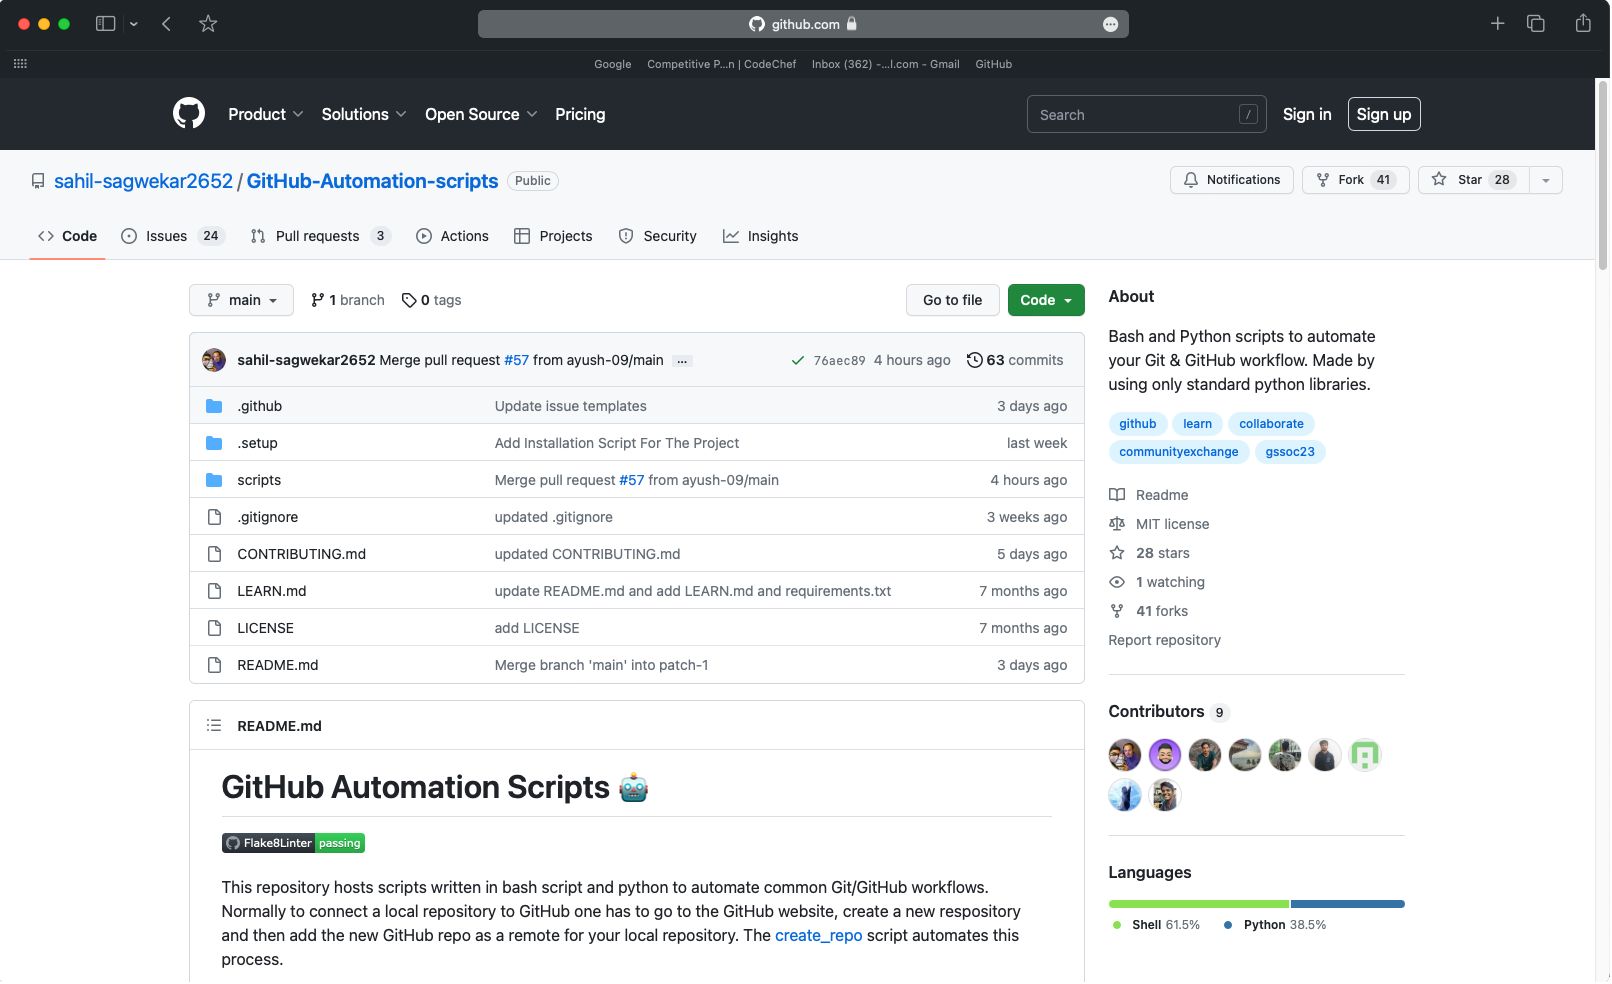 github.com
Google Competitive P...n | CodeChef Inbox (362) -...l.com - Gmail GitHub
Product Solutions Open Source Pricing Search / Sign in Sign up
sahil-sagwekar2652 / GitHub-Automation-scripts Public Notifications Fork 41 Star 28
Code Issues 24 Pull requests 3 Actions Projects Security Insights
main 1 branch 0 tags Go to file Code
sahil-sagwekar2652 Merge pull request #57 from ayush-09/main ... 76aec89 4 hours ago 63 commits
.github Update issue templates 3 days ago
.setup Add Installation Script For The Project last week
scripts Merge pull request #57 from ayush-09/main 4 hours ago
.gitignore updated .gitignore 3 weeks ago
CONTRIBUTING.md updated CONTRIBUTING.md 5 days ago
LEARN.md update README.md and add LEARN.md and requirements.txt 7 months ago
LICENSE add LICENSE 7 months ago
README.md Merge branch 'main' into patch-1 3 days ago
README.md
GitHub Automation Scripts
Flake8Linter passing
This repository hosts scripts written in bash script and python to automate common Git/GitHub workflows.
Normally to connect a local repository to GitHub one has to go to the GitHub website, create a new respository
and then add the new GitHub repo as a remote for your local repository. The create_repo script automates this
process.
About
Bash and Python scripts to automate
your Git & GitHub workflow. Made by
using only standard python libraries.
github learn collaborate
communityexchange gssoc23
Readme
MIT license
28 stars
1 watching
41 forks
Report repository
Contributors 9
Languages
Shell 61.5% Python 38.5%